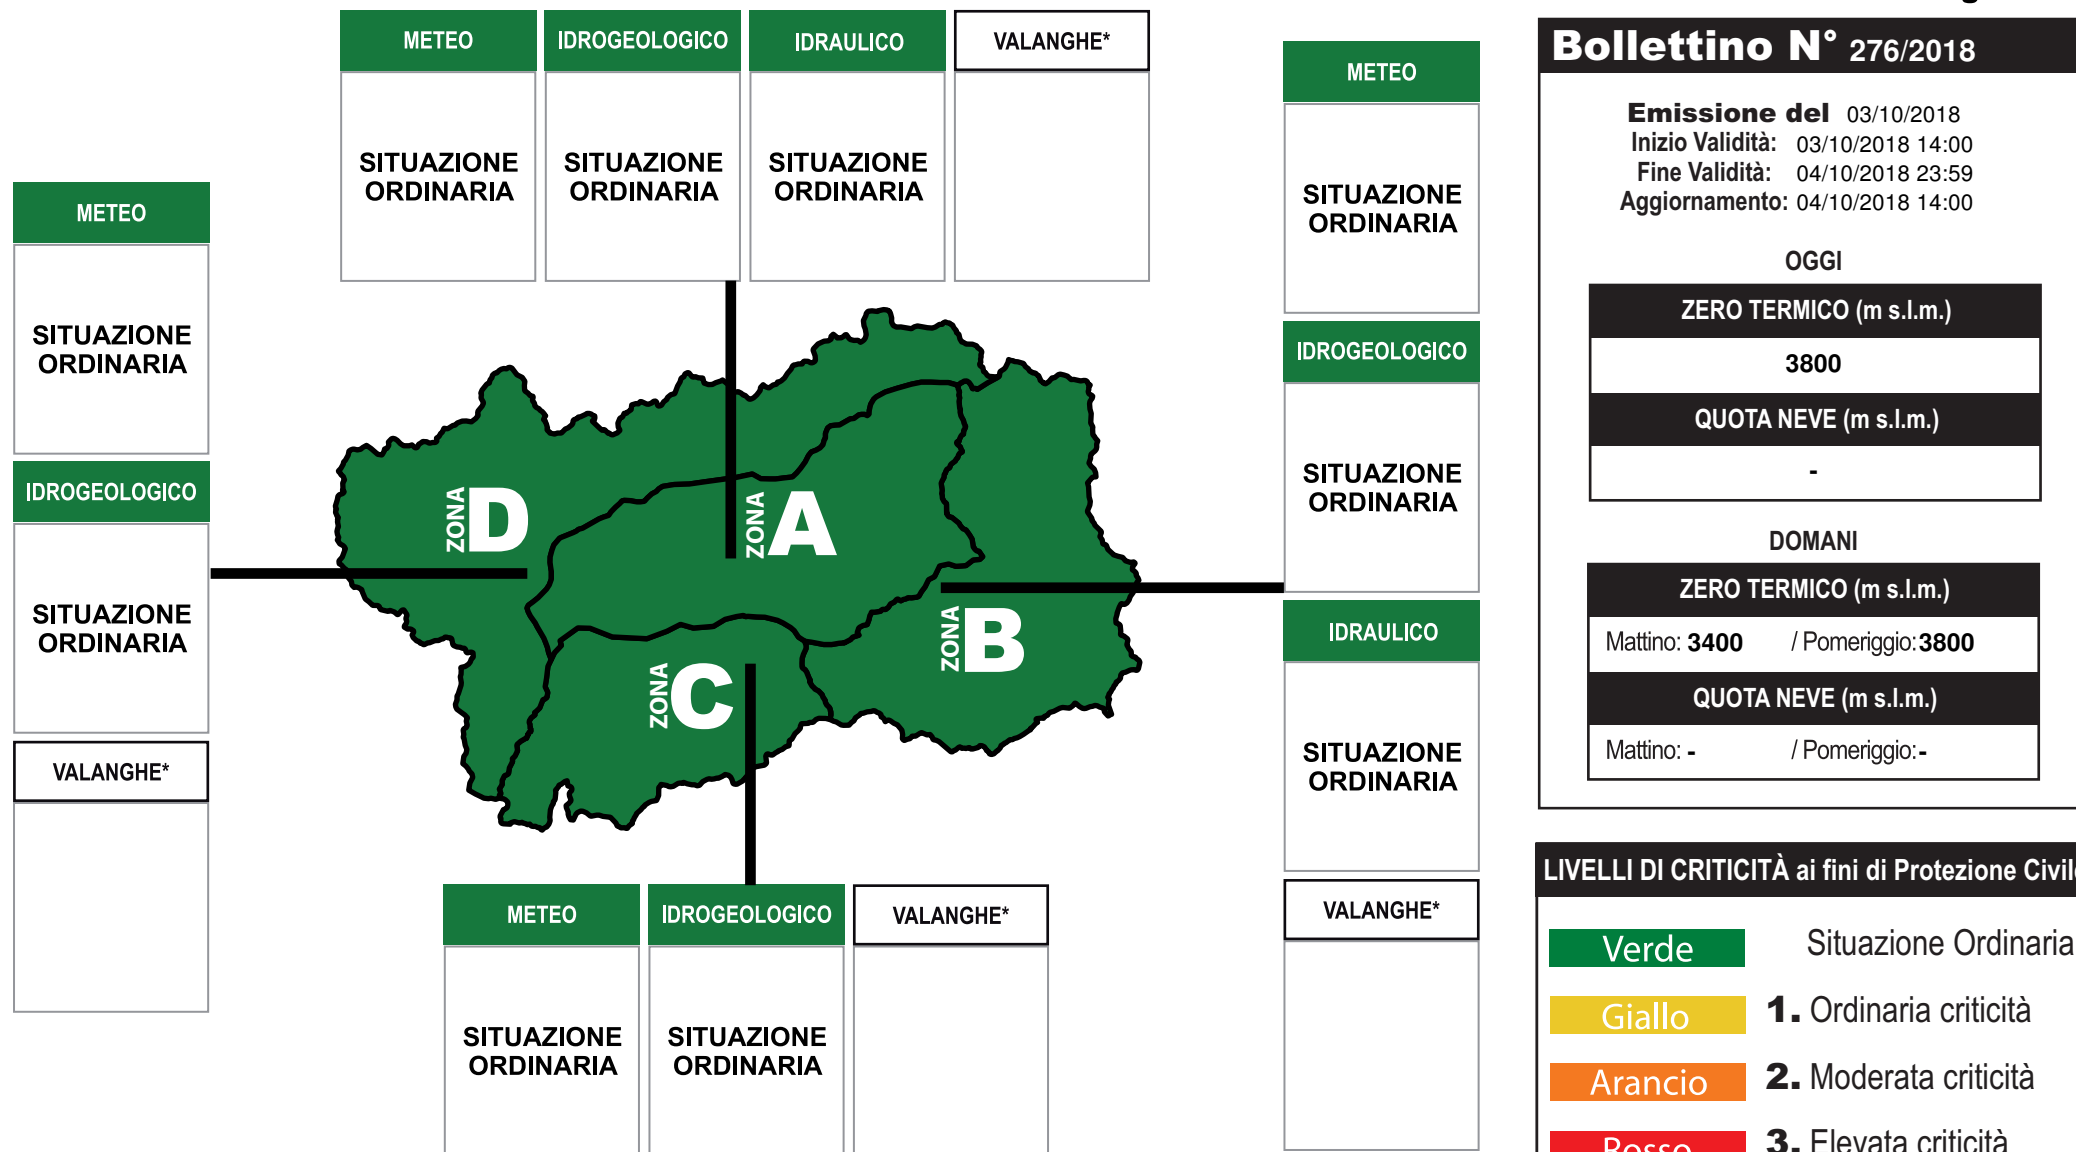 METEO IDROGEOLOGICO IDRAULICO VALANGHE*
SITUAZIONE ORDINARIA
SITUAZIONE ORDINARIA
SITUAZIONE ORDINARIA
METEO
SITUAZIONE
ORDINARIA
IDROGEOLOGICO
SITUAZIONE
ORDINARIA
VALANGHE*
ZONA D
ZONA A
ZONA B
ZONA C
METEO
SITUAZIONE
ORDINARIA
IDROGEOLOGICO
SITUAZIONE
ORDINARIA
IDRAULICO
SITUAZIONE
ORDINARIA
VALANGHE*
METEO IDROGEOLOGICO VALANGHE*
SITUAZIONE ORDINARIA
SITUAZIONE ORDINARIA
Bollettino N° 276/2018
Emissione del 03/10/2018
Inizio Validità: 03/10/2018 14:00
Fine Validità: 04/10/2018 23:59
Aggiornamento: 04/10/2018 14:00
OGGI
ZERO TERMICO (m s.l.m.)
3800
QUOTA NEVE (m s.l.m.)
-
DOMANI
ZERO TERMICO (m s.l.m.)
Mattino: 3400 / Pomeriggio: 3800
QUOTA NEVE (m s.l.m.)
Mattino: - / Pomeriggio: -
LIVELLI DI CRITICITÀ ai fini di Protezione Civile
Verde Situazione Ordinaria
Giallo 1. Ordinaria criticità
Arancio 2. Moderata criticità
Rosso 3. Elevata criticità